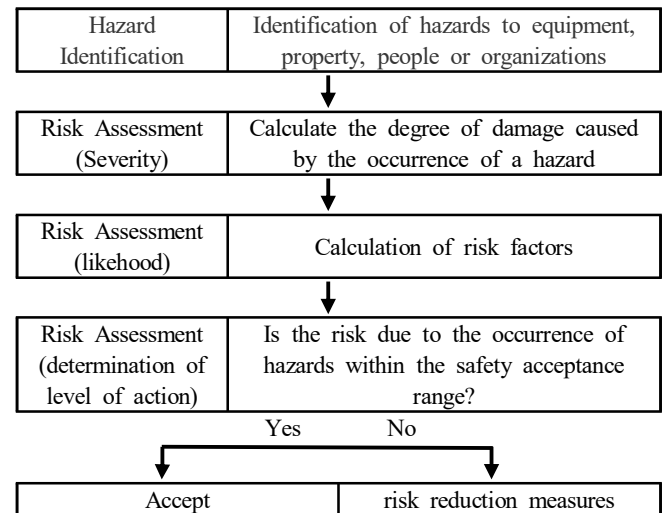 Hazard
Identification
Identification of hazards to equipment,
property, people or organizations
Risk Assessment
(Severity)
Calculate the degree of damage caused
by the occurrence of a hazard
Risk Assessment
(likehood)
Calculation of risk factors
Risk Assessment
(determination of
level of action)
Is the risk due to the occurrence of
hazards within the safety acceptance
range?
Yes No
Accept
risk reduction measures